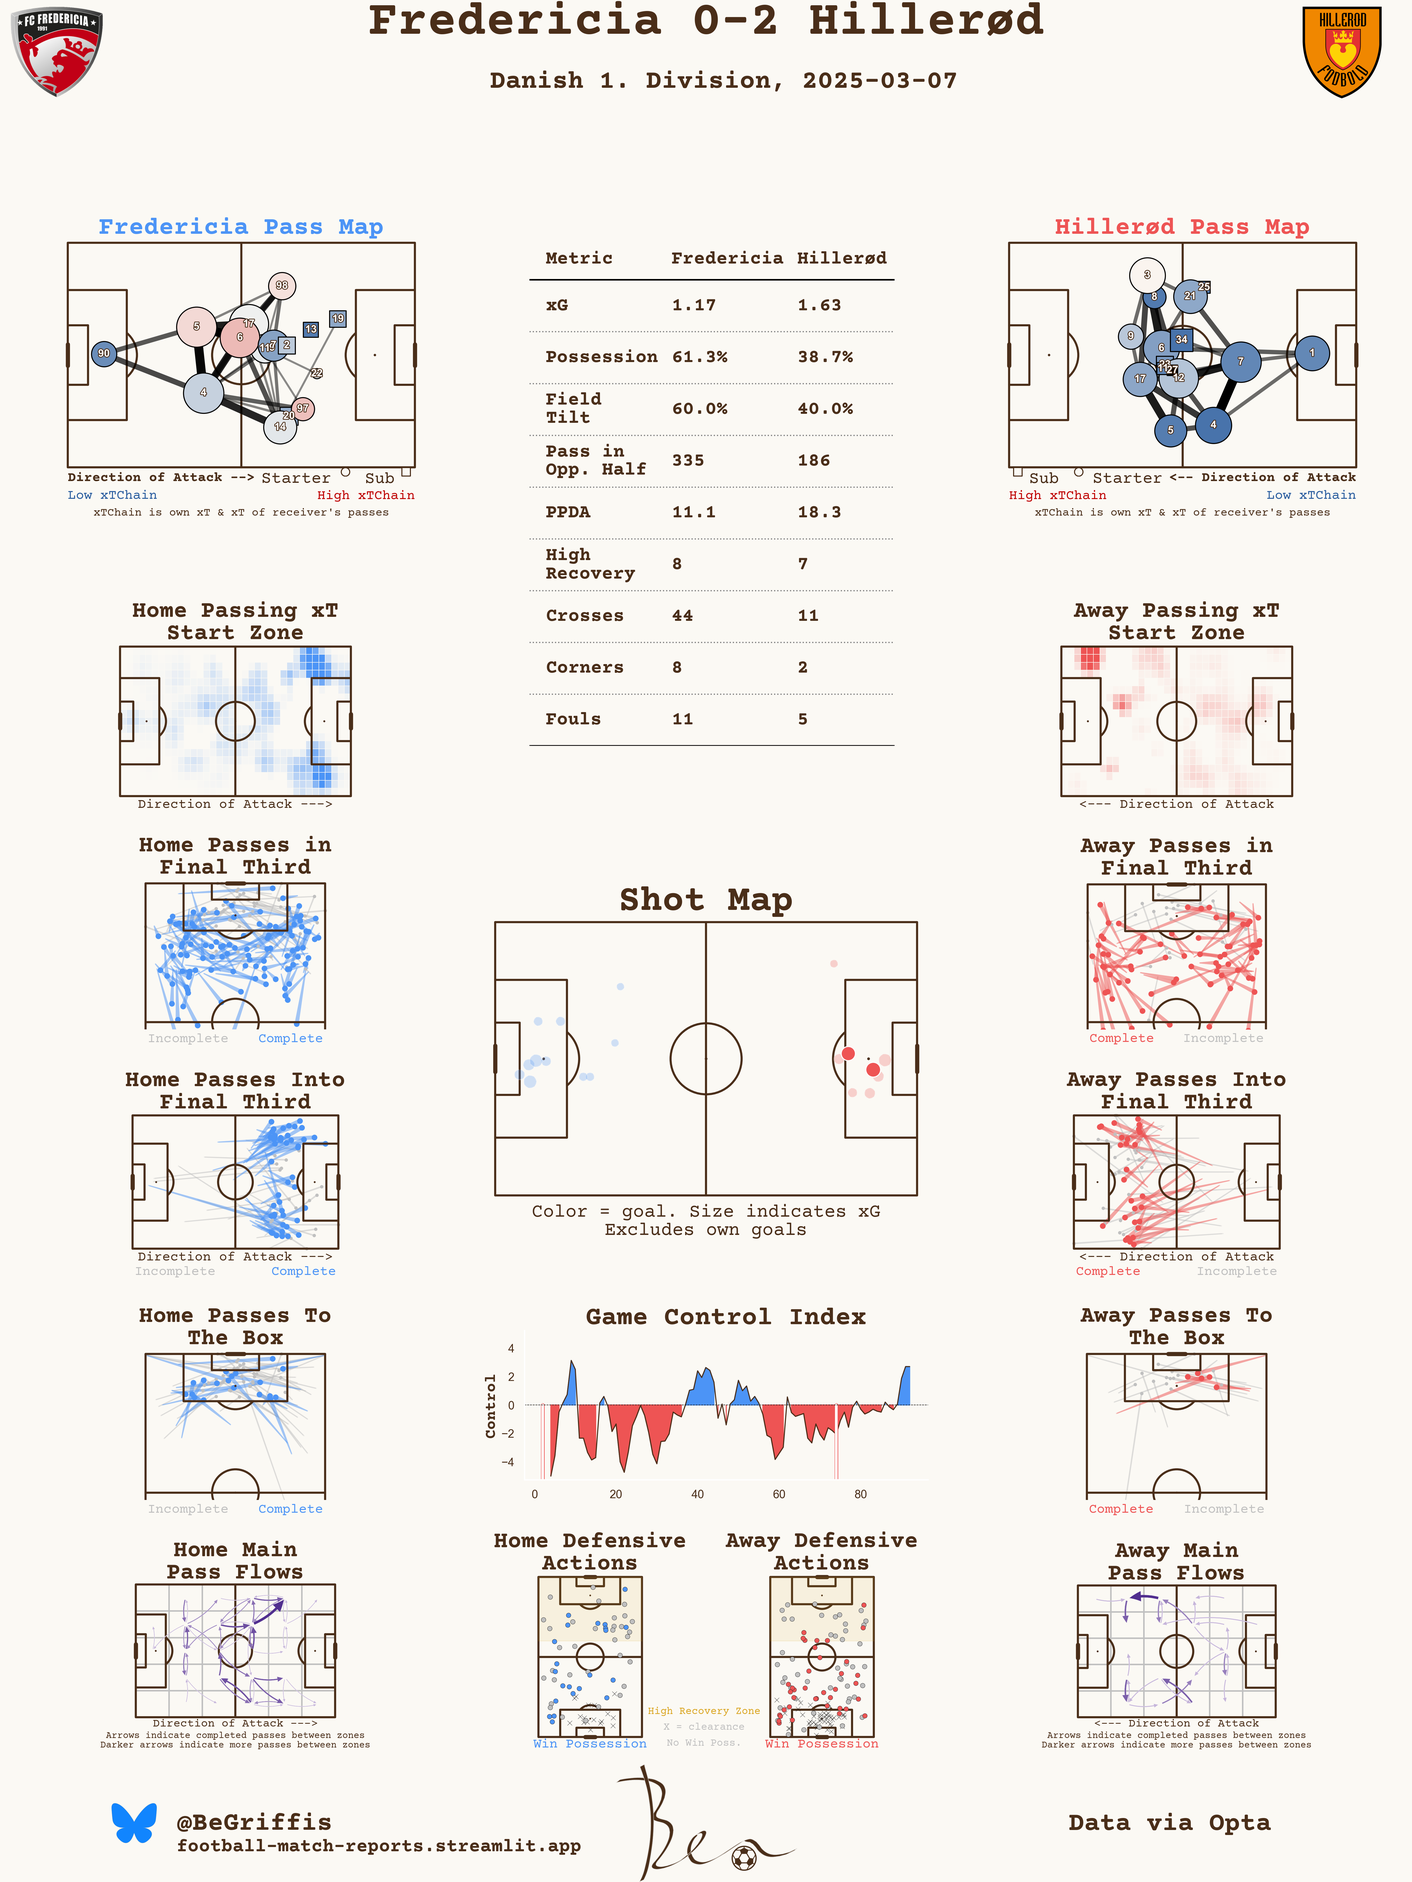 Fredericia 0-2 Hillerød
Danish 1. Division, 2025-03-07
FC FREDERICIA
1991
HILLERØD
FODBOLD
Fredericia Pass Map
98
19
5
17
13
6
7
2
90
11
22
4
97
20
14
Direction of Attack --> Starter Sub
Low xTChain High xTChain
xTChain is own xT & xT of receiver's passes
Metric Fredericia Hillerød
xG 1.17 1.63
Possession 61.3% 38.7%
Field
Tilt 60.0% 40.0%
Pass in
Opp. Half 335 186
PPDA 11.1 18.3
High
Recovery 8 7
Crosses 44 11
Corners 8 2
Fouls 11 5
Hillerød Pass Map
3
25
8
21
9
34
6
7
1
11
27
17
12
5
4
Sub Starter <-- Direction of Attack
High xTChain Low xTChain
xTChain is own xT & xT of receiver's passes
Home Passing xT
Start Zone
Direction of Attack --->
Away Passing xT
Start Zone
<--- Direction of Attack
Home Passes in
Final Third
Incomplete Complete
Away Passes in
Final Third
Complete Incomplete
Shot Map
Color = goal. Size indicates xG
Excludes own goals
Home Passes Into
Final Third
Direction of Attack --->
Incomplete Complete
Away Passes Into
Final Third
<--- Direction of Attack
Complete Incomplete
Home Passes To
The Box
Incomplete Complete
Game Control Index
Control
4
2
0
−2
−4
0 20 40 60 80
Away Passes To
The Box
Complete Incomplete
Home Main
Pass Flows
Direction of Attack --->
Arrows indicate completed passes between zones
Darker arrows indicate more passes between zones
Home Defensive
Actions
Win Possession
High Recovery Zone
X = clearance
No Win Poss.
Away Defensive
Actions
Win Possession
Away Main
Pass Flows
<--- Direction of Attack
Arrows indicate completed passes between zones
Darker arrows indicate more passes between zones
@BeGriffis
football-match-reports.streamlit.app
Ben
Data via Opta